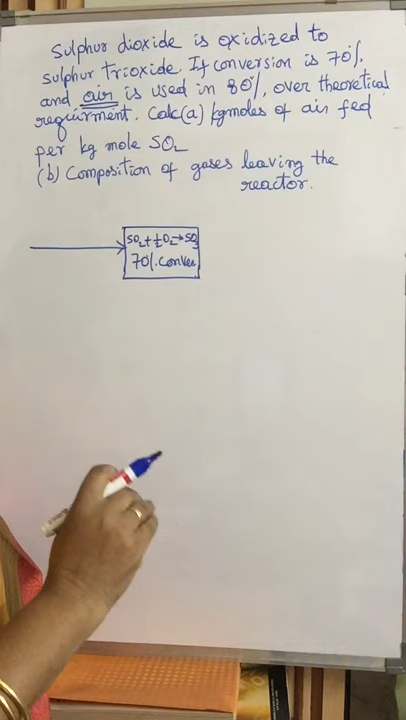 Sulphur dioxide is oxidized to
sulphur trioxide. If conversion is 70%.
and air is used in 80%, over theoretical
requirment. Calc(a) kgmoles of air fed
per kg mole SO2
(b) Composition of gases leaving the
reactor.
SO2+½O2→SO3
70%.conver